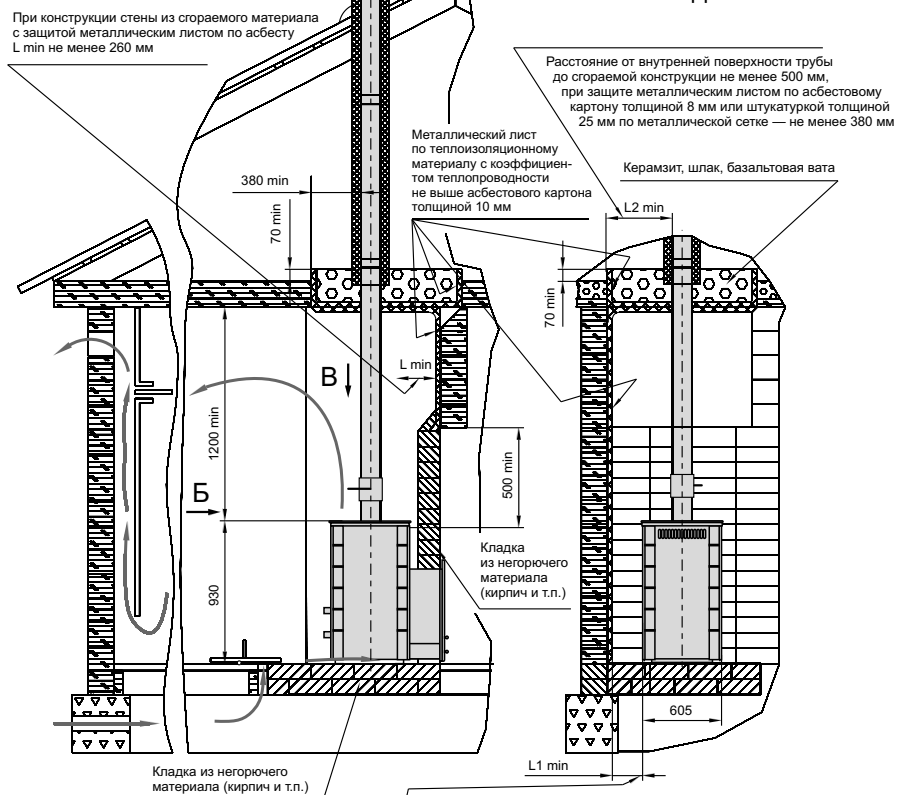 При конструкции стены из сгораемого материала
с защитой металлическим листом по асбесту
L min не менее 260 мм
Расстояние от внутренней поверхности трубы
до сгораемой конструкции не менее 500 мм,
при защите металлическим листом по асбестовому
картону толщиной 8 мм или штукатуркой толщиной
25 мм по металлической сетке — не менее 380 мм
Металлический лист
по теплоизоляционному
материалу с коэффициен-
том теплопроводности
не выше асбестового картона
толщиной 10 мм
Керамзит, шлак, базальтовая вата
380 min
L2 min
70 min
70 min
L min
В
1200 min
500 min
Б
Кладка
из негорючего
материала
(кирпич и т.п.)
930
605
L1 min
Кладка из негорючего
материала (кирпич и т.п.)